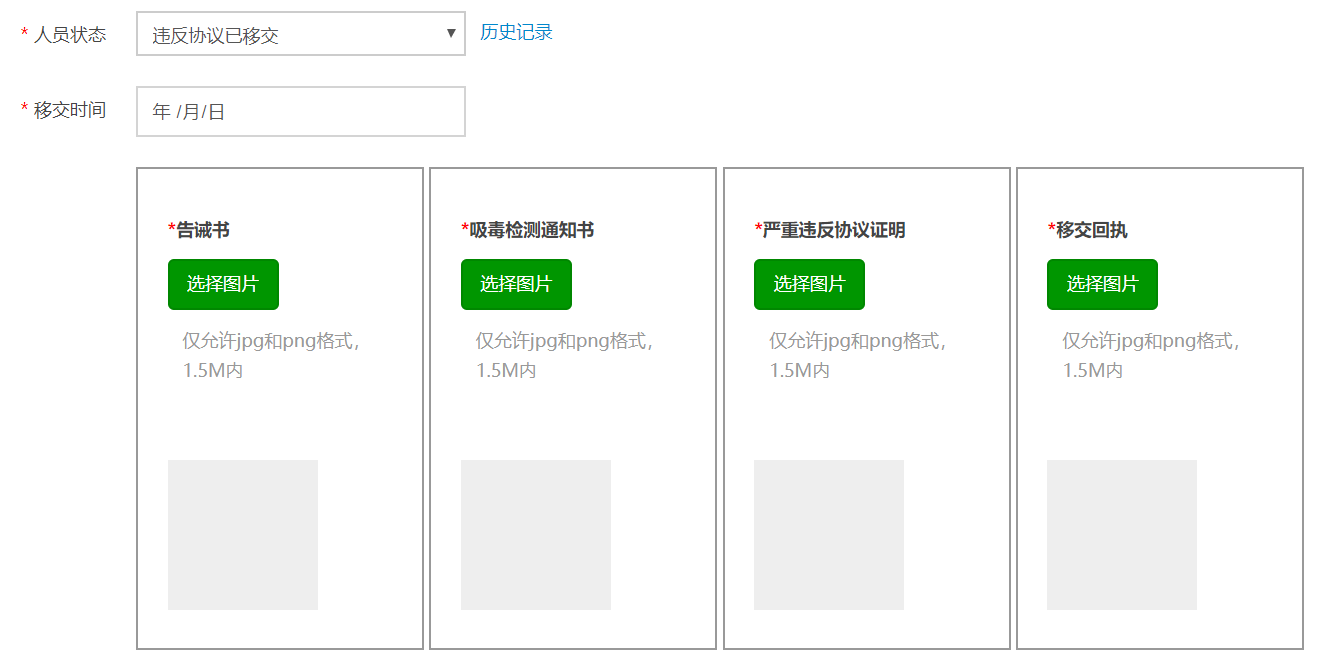 * 人员状态 违反协议已移交 ▼ 历史记录
* 移交时间 年 /月/日
*告诫书 *吸毒检测通知书 *严重违反协议证明 *移交回执
选择图片 选择图片 选择图片 选择图片
仅允许jpg和png格式， 仅允许jpg和png格式， 仅允许jpg和png格式， 仅允许jpg和png格式，
1.5M内 1.5M内 1.5M内 1.5M内